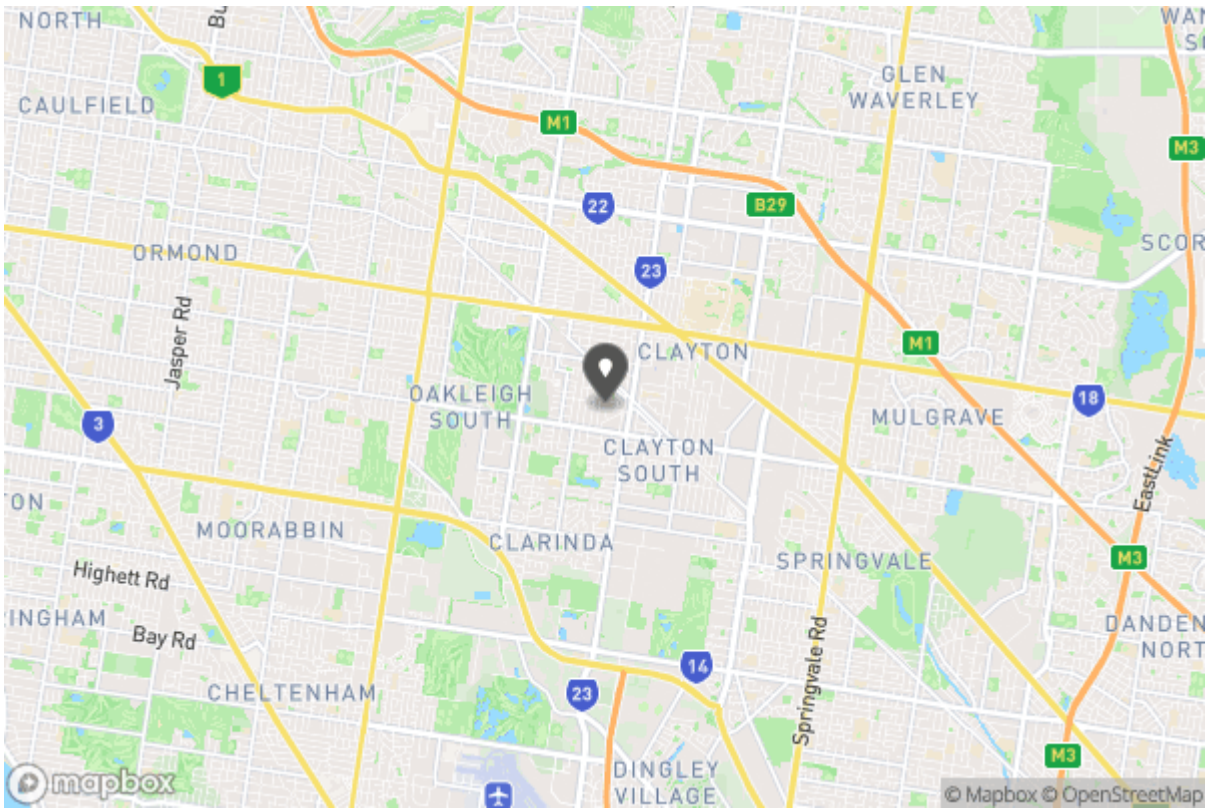 NORTH
Bu
WAN
S
1
GLEN
WAVERLEY
CAULFIELD
M1
M3
22
B29
SCOR
ORMOND
23
Jasper Rd
M1
CLAYTON
OAKLEIGH
SOUTH
18
3
MULGRAVE
CLAYTON
SOUTH
EastLink
TON
MOORABBIN
CLARINDA
SPRINGVALE
M3
Highett Rd
INGHAM
Bay Rd
DANDEN
NORT
14
Springvale Rd
CHELTENHAM
23
M3
DINGLEY
VILLAGE
mapbox
© Mapbox © OpenStreetMap